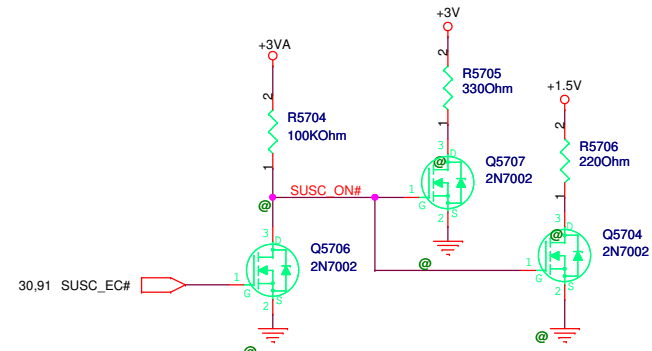 +3V
+3VA
2
R5705
330Ohm
+1.5V
2
R5704
100KOhm
1
2
R5706
220Ohm
1
3
D
@
Q5707
2N7002
1
G
2
S
SUSC_ON#
1
@
3
D
@
Q5704
2N7002
1
G
2
S
@
3
D
Q5706
2N7002
30,91 SUSC_EC#
1
G
2
S
@
@